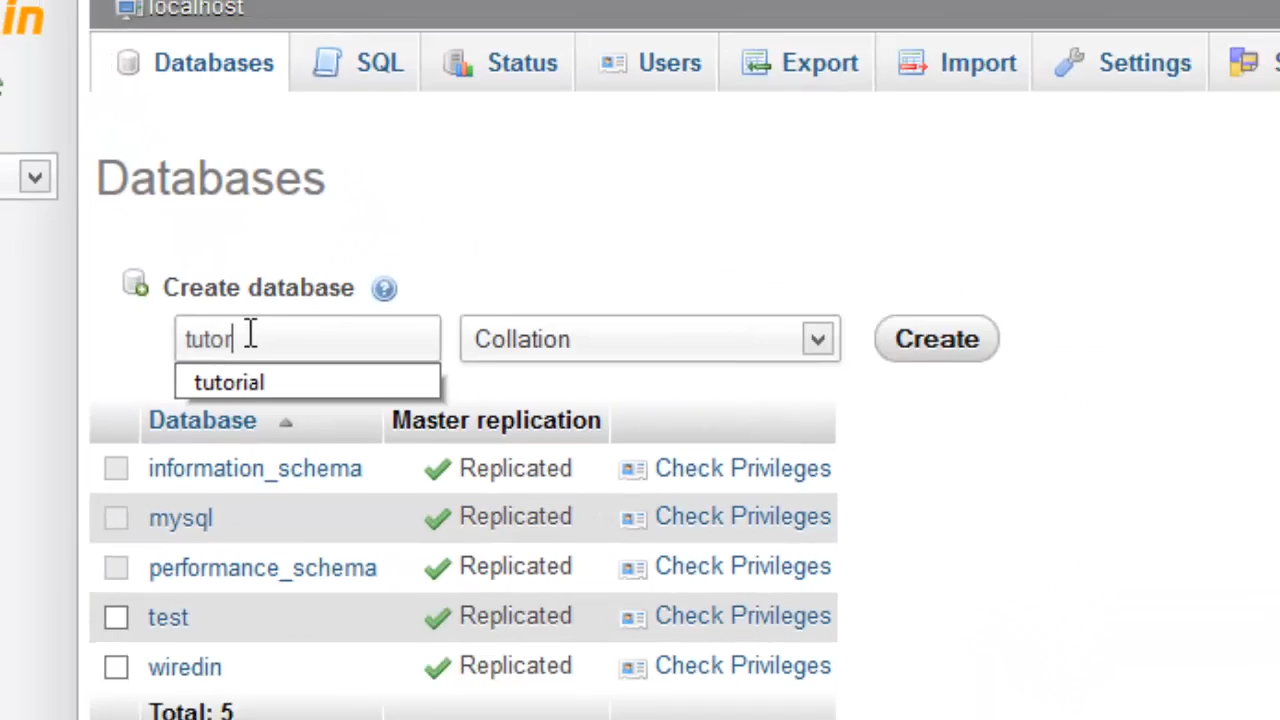 in
localhost
Databases SQL Status Users Export Import Settings
Databases
Create database
tutor Collation Create
tutorial
Database Master replication
information_schema Replicated Check Privileges
mysql Replicated Check Privileges
performance_schema Replicated Check Privileges
test Replicated Check Privileges
wiredin Replicated Check Privileges
Total: 5